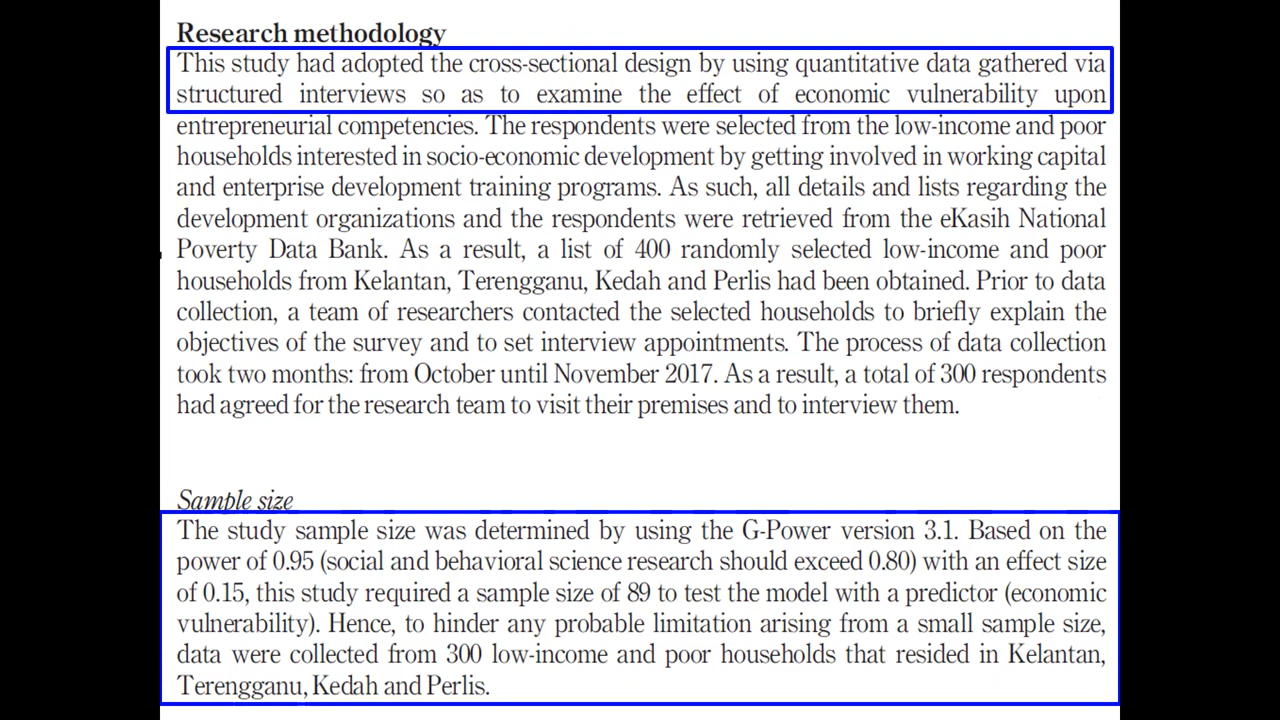 Research methodology
This study had adopted the cross-sectional design by using quantitative data gathered via
structured interviews so as to examine the effect of economic vulnerability upon
entrepreneurial competencies. The respondents were selected from the low-income and poor
households interested in socio-economic development by getting involved in working capital
and enterprise development training programs. As such, all details and lists regarding the
development organizations and the respondents were retrieved from the eKasih National
Poverty Data Bank. As a result, a list of 400 randomly selected low-income and poor
households from Kelantan, Terengganu, Kedah and Perlis had been obtained. Prior to data
collection, a team of researchers contacted the selected households to briefly explain the
objectives of the survey and to set interview appointments. The process of data collection
took two months: from October until November 2017. As a result, a total of 300 respondents
had agreed for the research team to visit their premises and to interview them.
Sample size
The study sample size was determined by using the G-Power version 3.1. Based on the
power of 0.95 (social and behavioral science research should exceed 0.80) with an effect size
of 0.15, this study required a sample size of 89 to test the model with a predictor (economic
vulnerability). Hence, to hinder any probable limitation arising from a small sample size,
data were collected from 300 low-income and poor households that resided in Kelantan,
Terengganu, Kedah and Perlis.